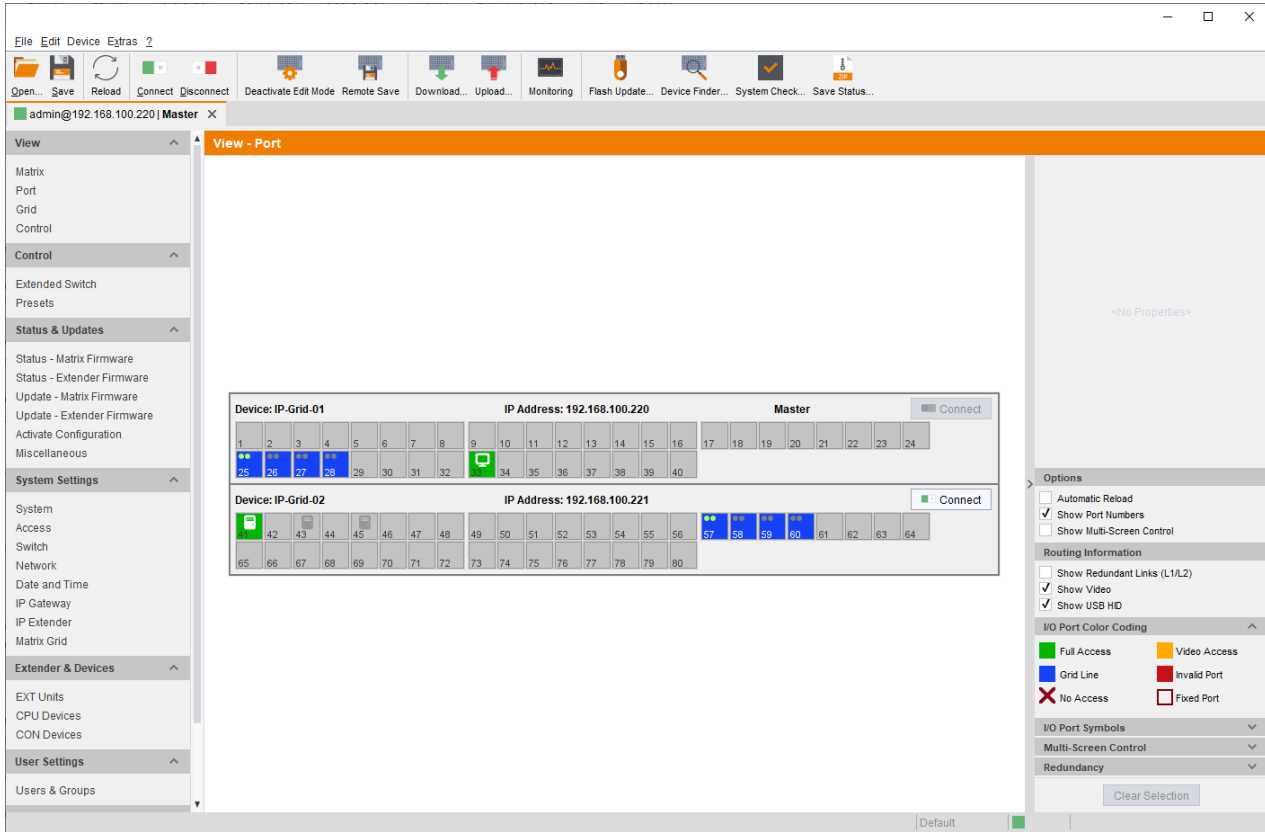 File Edit Device Extras ?
Open... Save Reload Connect Disconnect Deactivate Edit Mode Remote Save Download... Upload... Monitoring Flash Update... Device Finder... System Check... Save Status...
ZIP
admin@192.168.100.220 | Master
View
Matrix
Port
Grid
Control
Control
Extended Switch
Presets
Status & Updates
Status - Matrix Firmware
Status - Extender Firmware
Update - Matrix Firmware
Update - Extender Firmware
Activate Configuration
Miscellaneous
System Settings
System
Access
Switch
Network
Date and Time
IP Gateway
IP Extender
Matrix Grid
Extender & Devices
EXT Units
CPU Devices
CON Devices
User Settings
Users & Groups
View - Port
Device: IP-Grid-01 IP Address: 192.168.100.220 Master Connect
1 2 3 4 5 6 7 8 9 10 11 12 13 14 15 16 17 18 19 20 21 22 23 24
25 26 27 28 29 30 31 32 33 34 35 36 37 38 39 40
Device: IP-Grid-02 IP Address: 192.168.100.221 Connect
41 42 43 44 45 46 47 48 49 50 51 52 53 54 55 56 57 58 59 60 61 62 63 64
65 66 67 68 69 70 71 72 73 74 75 76 77 78 79 80
<No Properties>
Options
Automatic Reload
Show Port Numbers
Show Multi-Screen Control
Routing Information
Show Redundant Links (L1/L2)
Show Video
Show USB HID
I/O Port Color Coding
Full Access Video Access
Grid Line Invalid Port
No Access Fixed Port
I/O Port Symbols
Multi-Screen Control
Redundancy
Clear Selection
Default